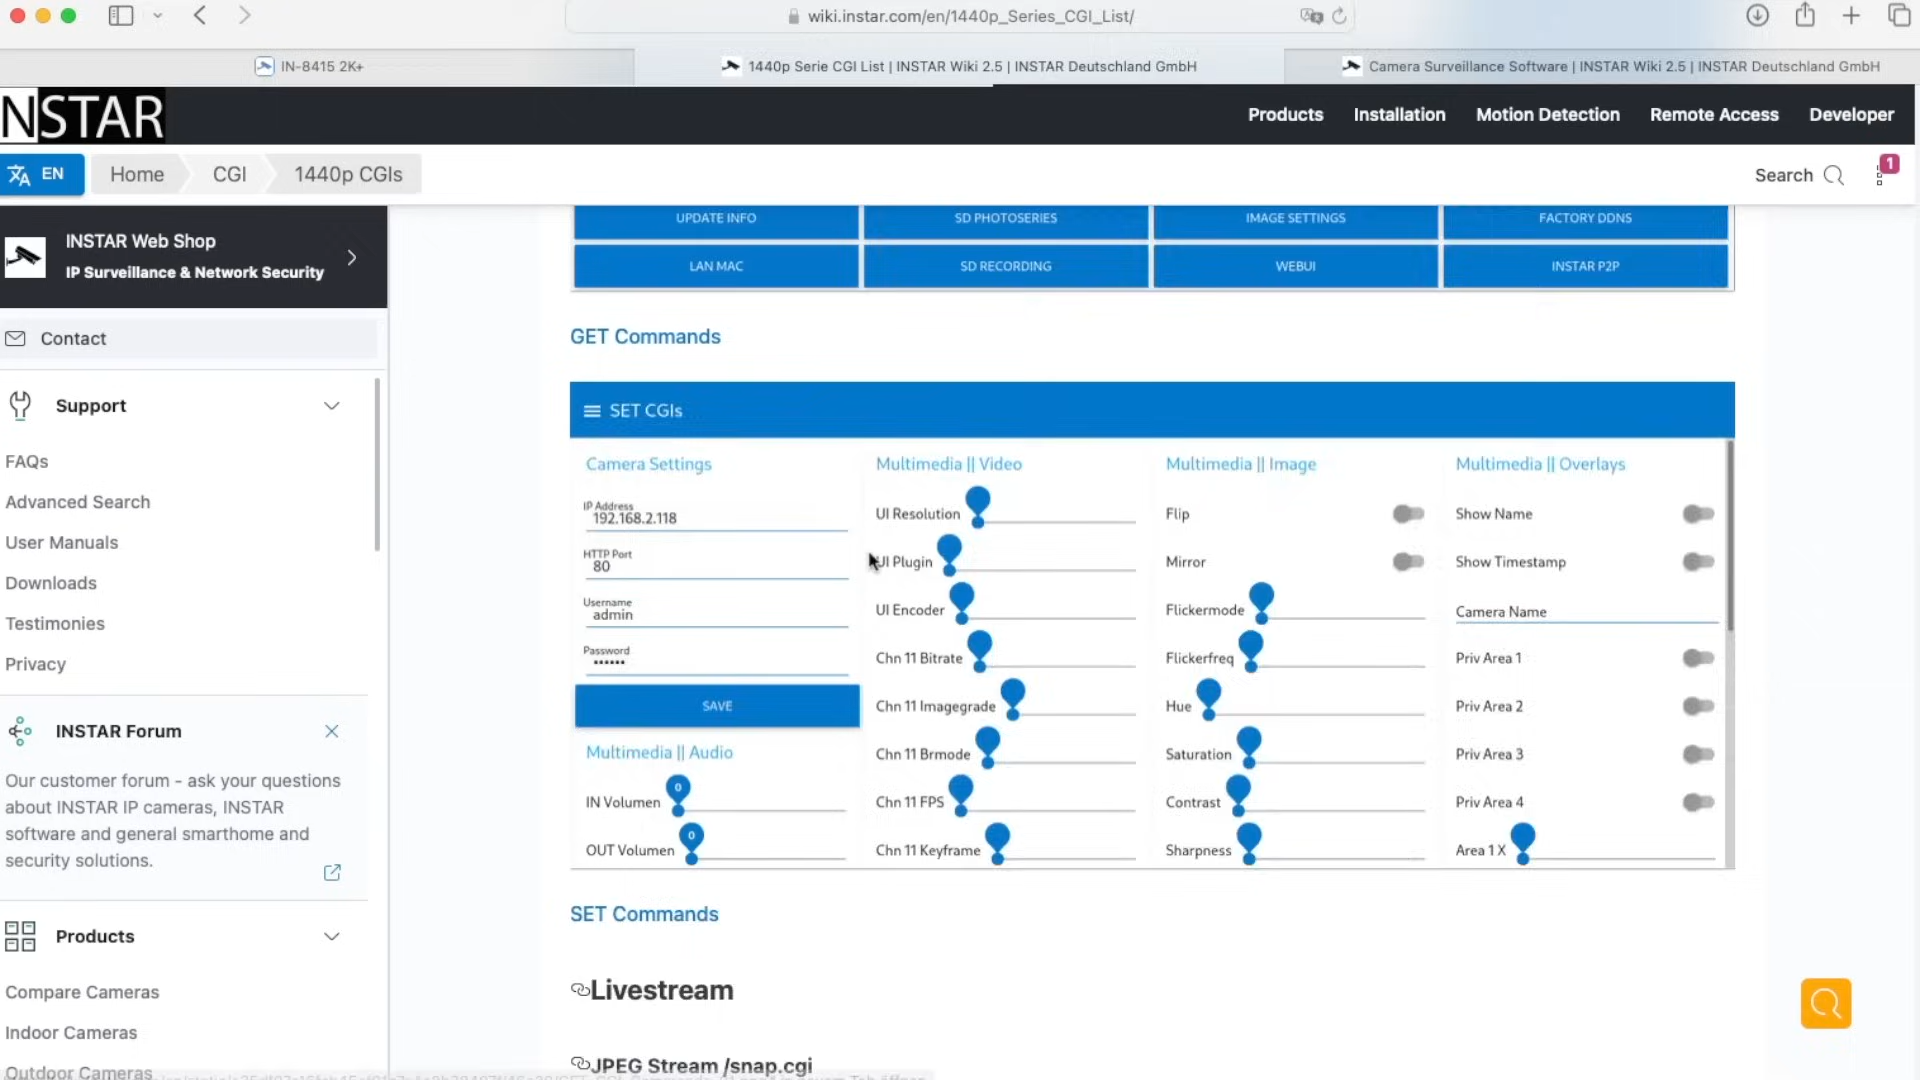 wiki.instar.com/en/1440p_Series_CGI_List/
IN-8415 2K+
1440p Serie CGI List | INSTAR Wiki 2.5 | INSTAR Deutschland GmbH
Camera Surveillance Software | INSTAR Wiki 2.5 | INSTAR Deutschland GmbH
NSTAR
Products
Installation
Motion Detection
Remote Access
Developer
EN
Home
CGI
1440p CGIs
Search
1
INSTAR Web Shop
IP Surveillance & Network Security
Contact
Support
FAQs
Advanced Search
User Manuals
Downloads
Testimonies
Privacy
INSTAR Forum
Our customer forum - ask your questions
about INSTAR IP cameras, INSTAR
software and general smarthome and
security solutions.
Products
Compare Cameras
Indoor Cameras
Outdoor Cameras
UPDATE INFO
SD PHOTOSERIES
IMAGE SETTINGS
FACTORY DDNS
LAN MAC
SD RECORDING
WEBUI
INSTAR P2P
GET Commands
SET CGIs
Camera Settings
IP Address
192.168.2.118
HTTP Port
80
Username
admin
Password
••••••
SAVE
Multimedia || Audio
IN Volumen
0
OUT Volumen
0
Multimedia || Video
UI Resolution
UI Plugin
UI Encoder
Chn 11 Bitrate
Chn 11 Imagegrade
Chn 11 Brmode
Chn 11 FPS
Chn 11 Keyframe
Multimedia || Image
Flip
Mirror
Flickermode
Flickerfreq
Hue
Saturation
Contrast
Sharpness
Multimedia || Overlays
Show Name
Show Timestamp
Camera Name
Priv Area 1
Priv Area 2
Priv Area 3
Priv Area 4
Area 1 X
SET Commands
Livestream
JPEG Stream /snap.cgi